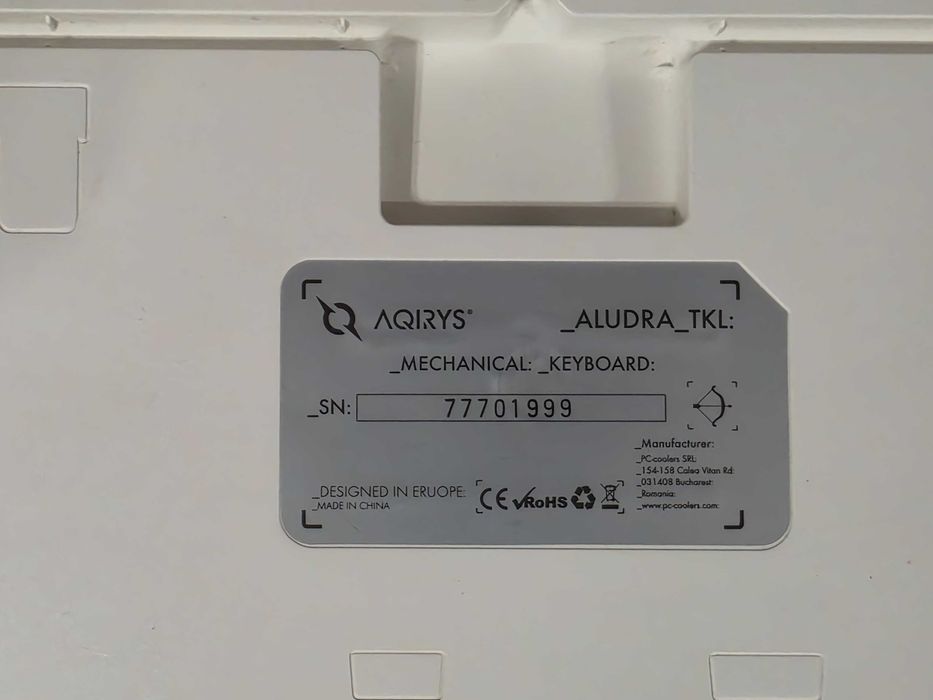 AQIRYS®
_ALUDRA_TKL:
_MECHANICAL: _KEYBOARD:
_SN: 77701999
_Manufacturer:
_PC-coolers SRL:
_154-158 Calea Vitan Rd:
_031408 Bucharest:
_Romania:
_www.pc-coolers.com:
_DESIGNED IN ERUOPE:
_MADE IN CHINA
CE RoHS